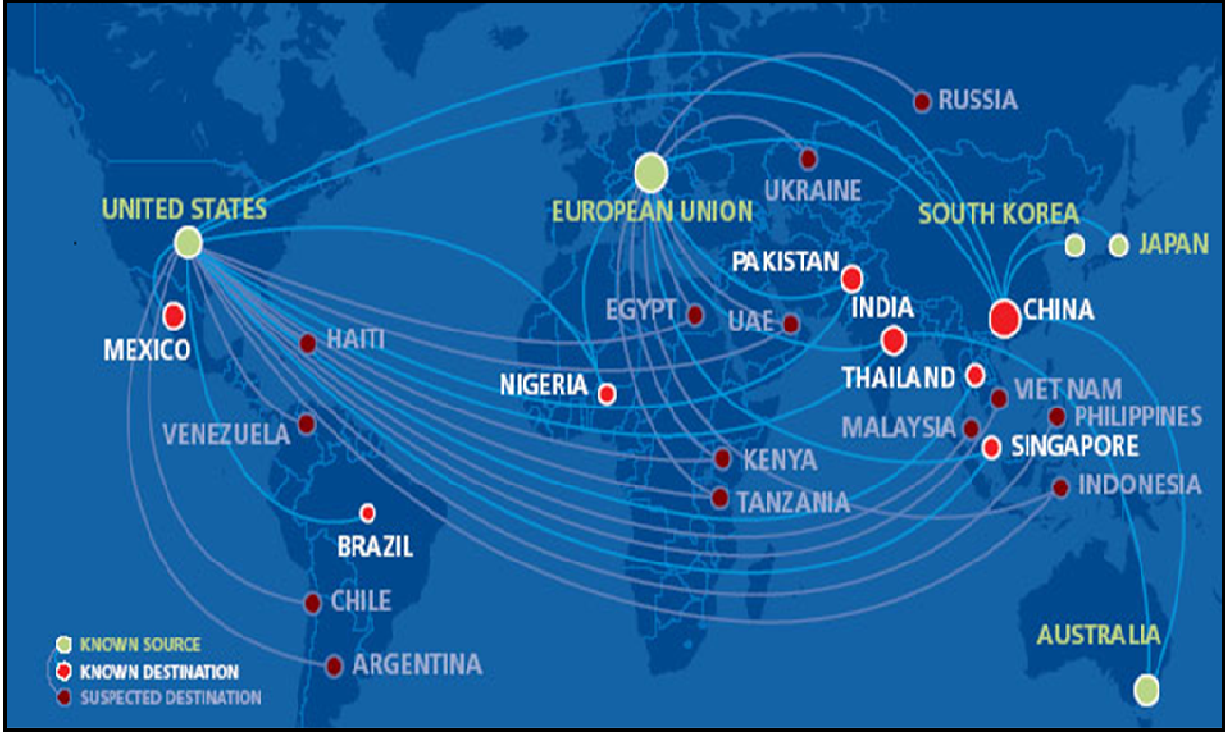 RUSSIA
UKRAINE
UNITED STATES
EUROPEAN UNION
SOUTH KOREA
JAPAN
PAKISTAN
INDIA
CHINA
EGYPT
UAE
HAITI
MEXICO
NIGERIA
THAILAND
VIET NAM
PHILIPPINES
MALAYSIA
SINGAPORE
VENEZUELA
KENYA
TANZANIA
INDONESIA
BRAZIL
CHILE
ARGENTINA
AUSTRALIA
KNOWN SOURCE
KNOWN DESTINATION
SUSPECTED DESTINATION